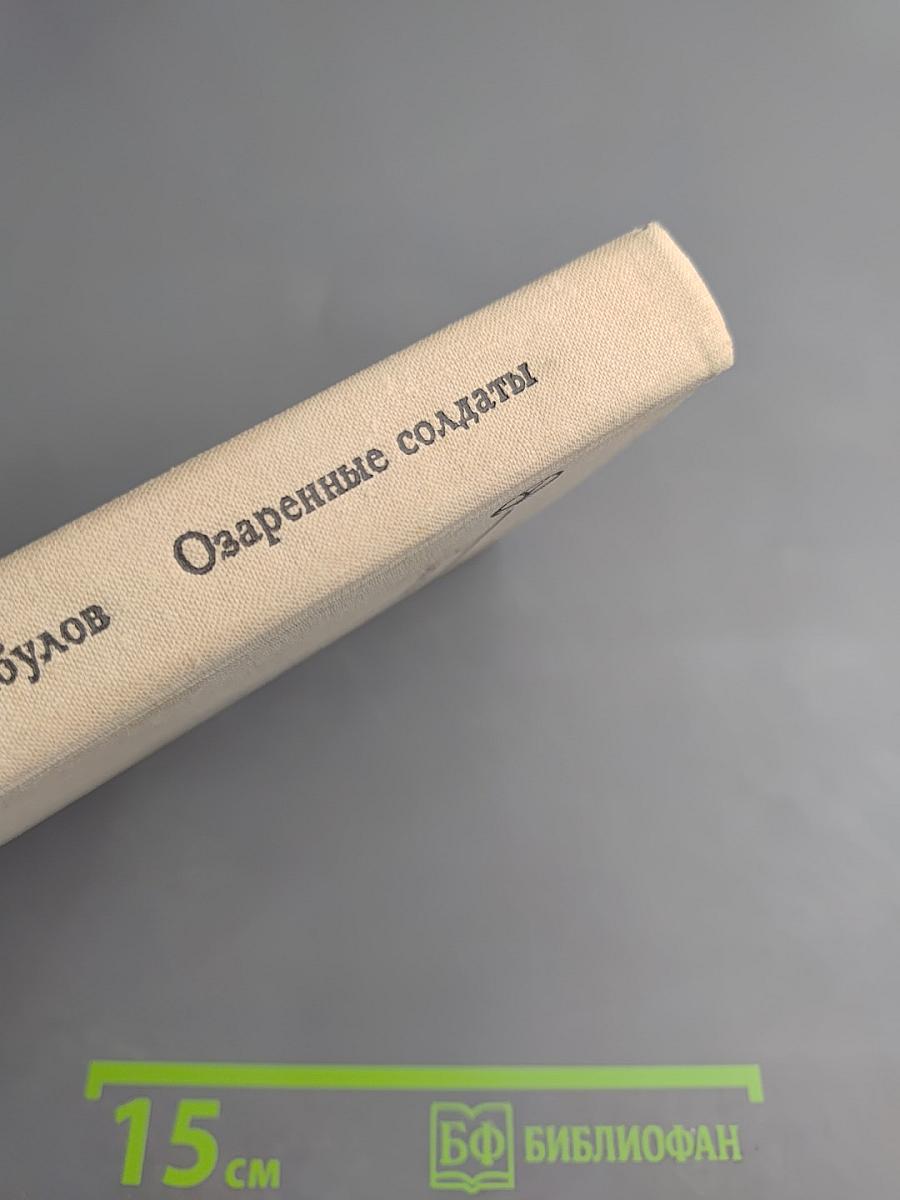 булов Озаренные солдаты
15 см
БФ БИБЛИОФАН